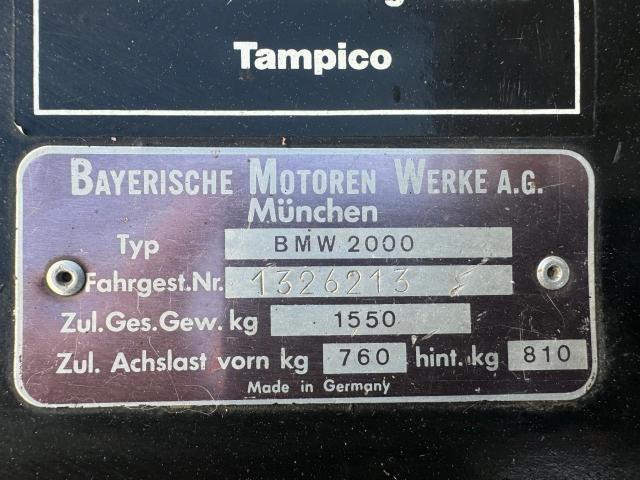 Tampico
BAYERISCHE MOTOREN WERKE A.G.
München
Typ BMW 2000
Fahrgest.Nr. 1326213
Zul.Ges.Gew. kg 1550
Zul. Achslast vorn kg 760 hint. kg 810
Made in Germany